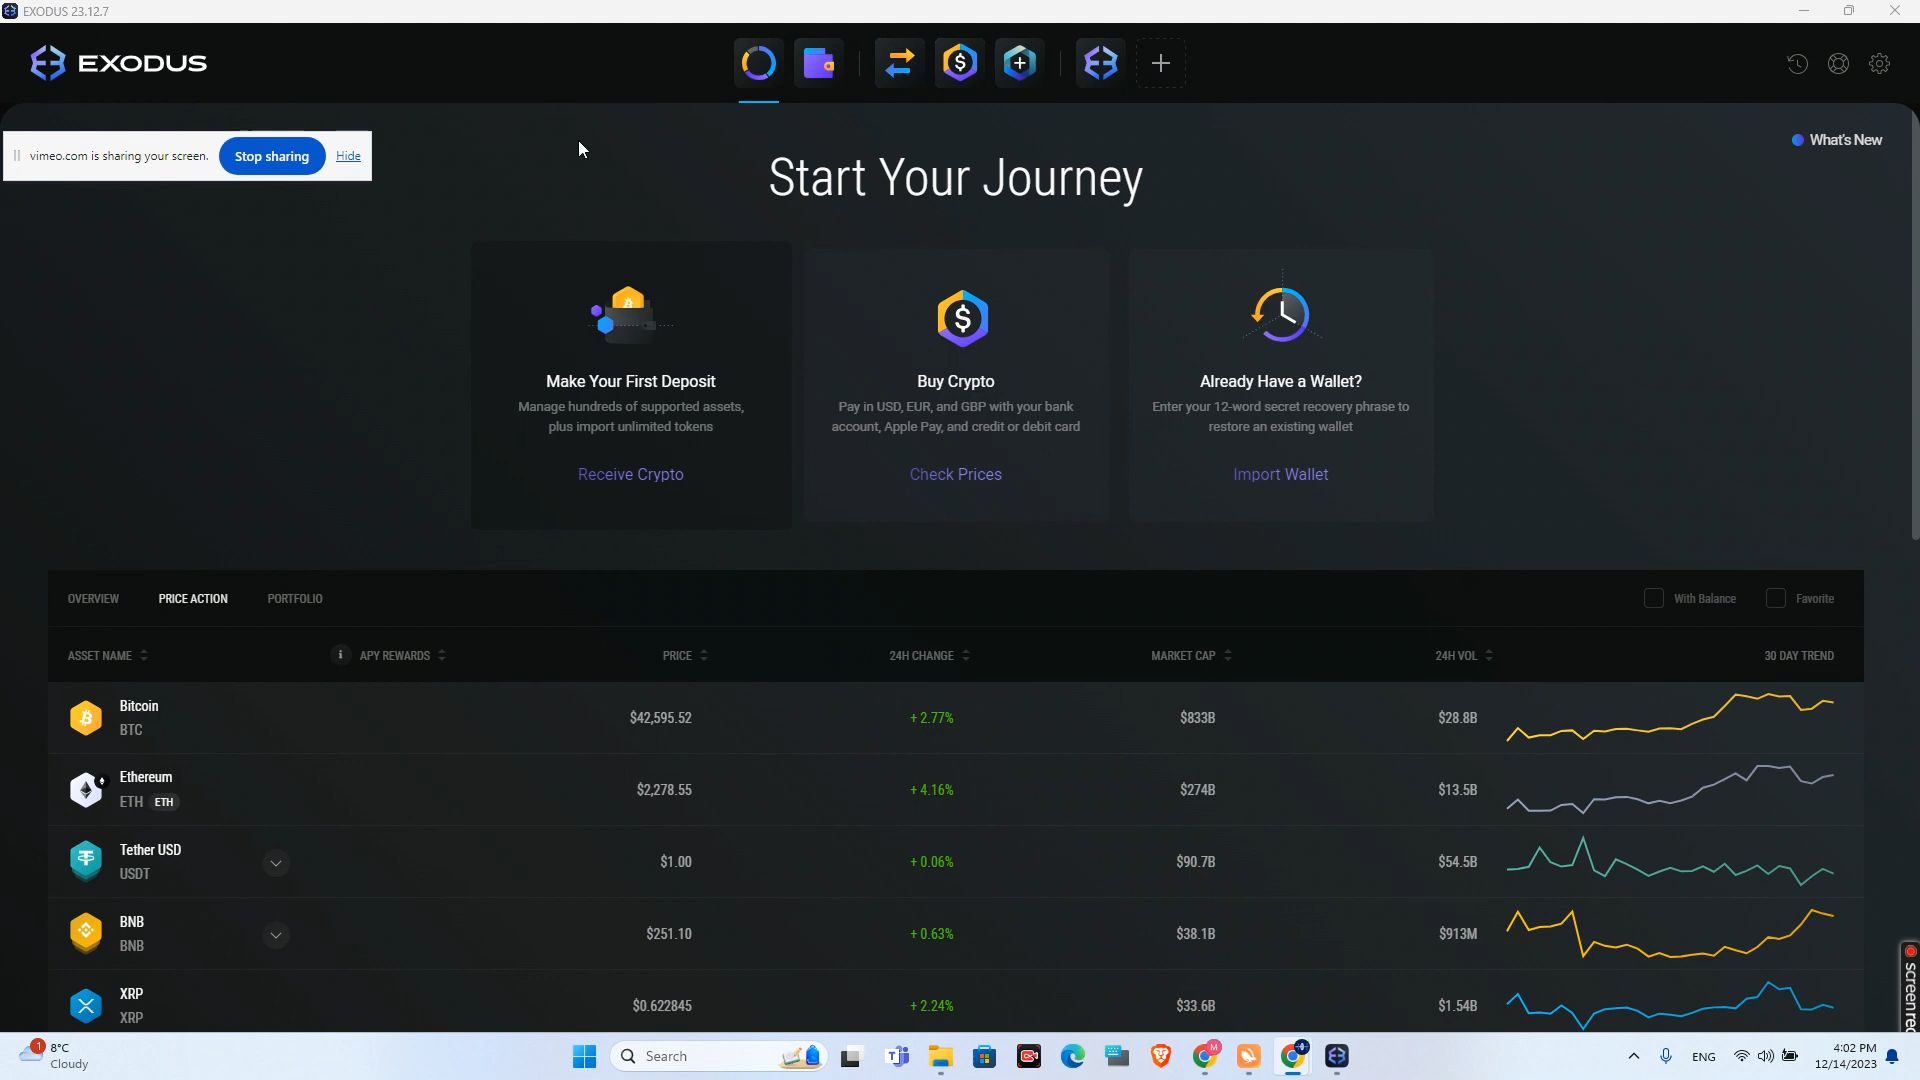 EXODUS 23.12.7
EXODUS
vimeo.com is sharing your screen. Stop sharing Hide
What's New
Start Your Journey
Make Your First Deposit
Manage hundreds of supported assets,
plus import unlimited tokens
Receive Crypto
Buy Crypto
Pay in USD, EUR, and GBP with your bank
account, Apple Pay, and credit or debit card
Check Prices
Already Have a Wallet?
Enter your 12-word secret recovery phrase to
restore an existing wallet
Import Wallet
OVERVIEW PRICE ACTION PORTFOLIO With Balance Favorite
ASSET NAME APY REWARDS PRICE 24H CHANGE MARKET CAP 24H VOL 30 DAY TREND
Bitcoin
BTC
$42,595.52 +2.77% $833B $28.8B
Ethereum
ETH ETH
$2,278.55 +4.16% $274B $13.5B
Tether USD
USDT
$1.00 +0.06% $90.7B $54.5B
BNB
BNB
$251.10 +0.63% $38.1B $913M
XRP
XRP
$0.622845 +2.24% $33.6B $1.54B
screen rec
1
8°C
Cloudy
Search
M
ENG
4:02 PM
12/14/2023